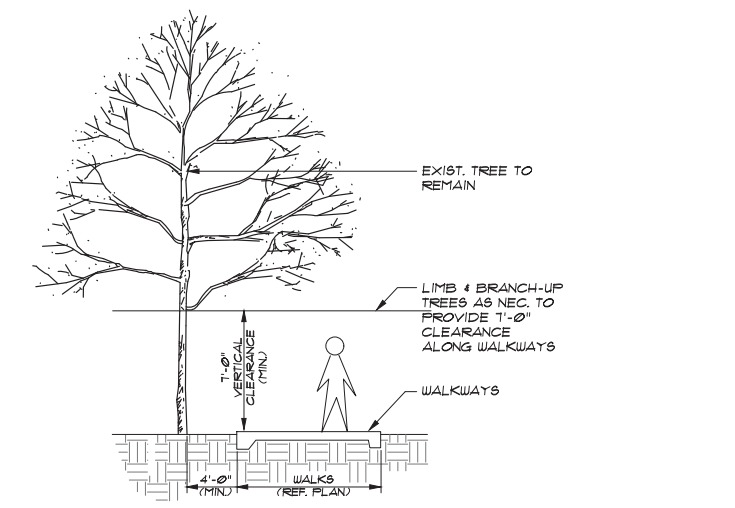 EXIST. TREE TO
REMAIN
LIMB & BRANCH-UP
TREES AS NEC. TO
PROVIDE 7'-0"
CLEARANCE
ALONG WALKWAYS
7'-0"
VERTICAL
CLEARANCE
(MIN.)
WALKWAYS
4'-0"
(MIN.)
WALKS
(REF. PLAN)